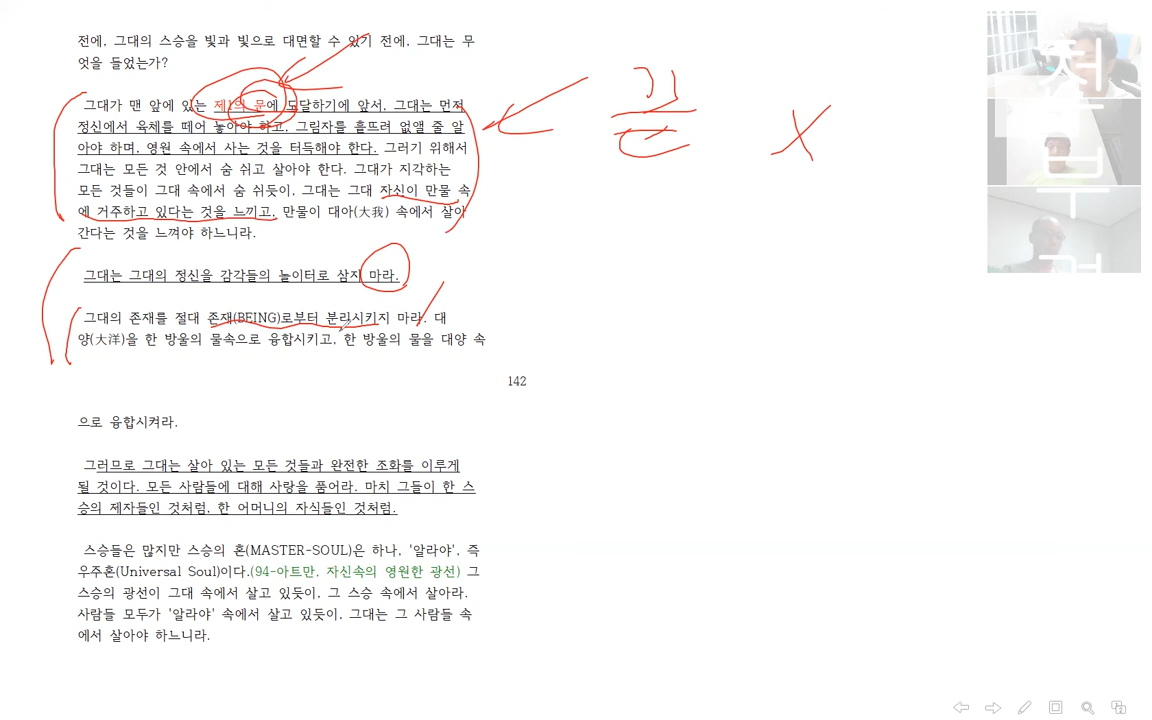 전에, 그대의 스승을 빛과 빛으로 대면할 수 있기 전에, 그대는 무
엇을 들었는가?
그대가 맨 앞에 있는 제1의 문에 도달하기에 앞서, 그대는 먼저
정신에서 육체를 떼어 놓아야 하고, 그림자를 흩뜨려 없앨 줄 알
아야 하며, 영원 속에서 사는 것을 터득해야 한다. 그러기 위해서
그대는 모든 것 안에서 숨 쉬고 살아야 한다. 그대가 지각하는
모든 것들이 그대 속에서 숨 쉬듯이, 그대는 그대 자신이 만물 속
에 거주하고 있다는 것을 느끼고, 만물이 대아(大我) 속에서 살아
간다는 것을 느껴야 하느니라.
그대는 그대의 정신을 감각들의 놀이터로 삼지 마라.
그대의 존재를 절대 존재(BEING)로부터 분리시키지 마라. 대
양(大洋)을 한 방울의 물속으로 융합시키고, 한 방울의 물을 대양 속
142
으로 융합시켜라.
그러므로 그대는 살아 있는 모든 것들과 완전한 조화를 이루게
될 것이다. 모든 사람들에 대해 사랑을 품어라. 마치 그들이 한 스
승의 제자들인 것처럼, 한 어머니의 자식들인 것처럼.
스승들은 많지만 스승의 혼(MASTER-SOUL)은 하나, '알라야', 즉
우주혼(Universal Soul)이다.(94-아트만, 자신속의 영원한 광선) 그
스승의 광선이 그대 속에서 살고 있듯이, 그 스승 속에서 살아라.
사람들 모두가 '알라야' 속에서 살고 있듯이, 그대는 그 사람들 속
에서 살아야 하느니라.
X